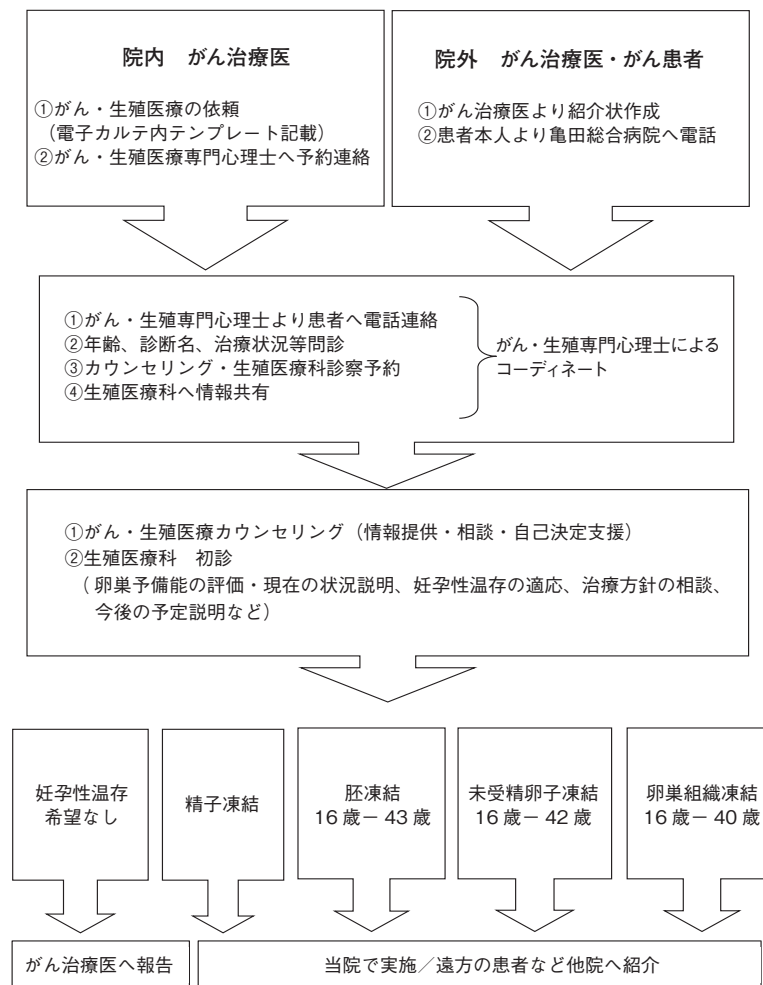 院内　がん治療医
①がん・生殖医療の依頼
（電子カルテ内テンプレート記載）
②がん・生殖医療専門心理士へ予約連絡
院外　がん治療医・がん患者
①がん治療医より紹介状作成
②患者本人より亀田総合病院へ電話
①がん・生殖専門心理士より患者へ電話連絡
②年齢、診断名、治療状況等問診
③カウンセリング・生殖医療科診察予約
④生殖医療科へ情報共有
がん・生殖専門心理士による
コーディネート
①がん・生殖医療カウンセリング（情報提供・相談・自己決定支援）
②生殖医療科　初診
（ 卵巣予備能の評価・現在の状況説明、妊孕性温存の適応、治療方針の相談、
今後の予定説明など）
妊孕性温存
希望なし
精子凍結
胚凍結
16 歳－ 43 歳
未受精卵子凍結
16 歳－ 42 歳
卵巣組織凍結
16 歳－ 40 歳
がん治療医へ報告
当院で実施／遠方の患者など他院へ紹介